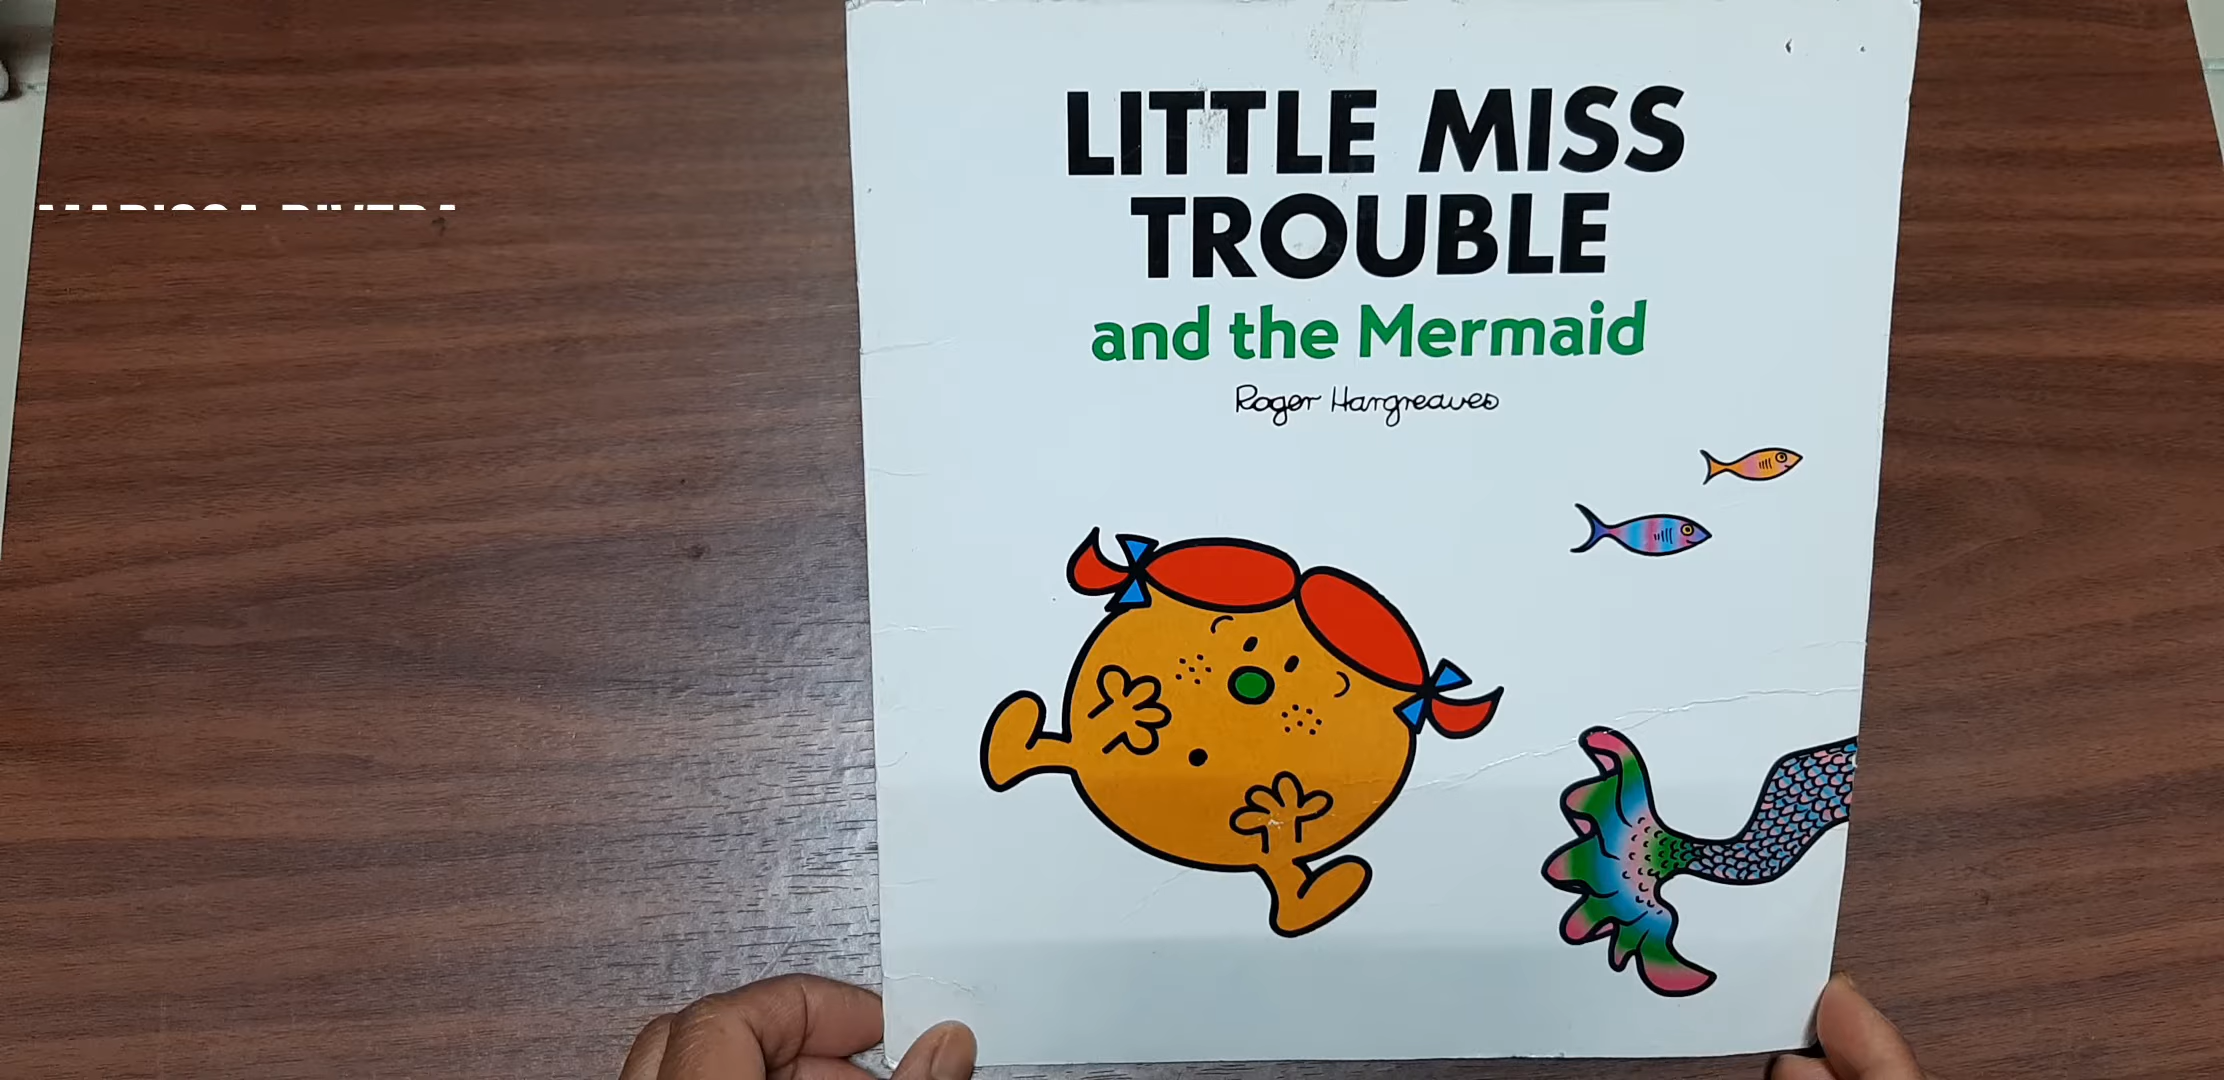 LITTLE MISS
TROUBLE
and the Mermaid
Roger Hargreaves